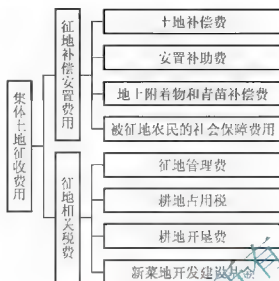 集体土地征收费用
征地补偿安置费用
土地补偿费
安置补助费
地上附着物和青苗补偿费
被征地农民的社会保障费用
征地相关税费
征地管理费
耕地占用税
耕地开垦费
新菜地开发建设基金